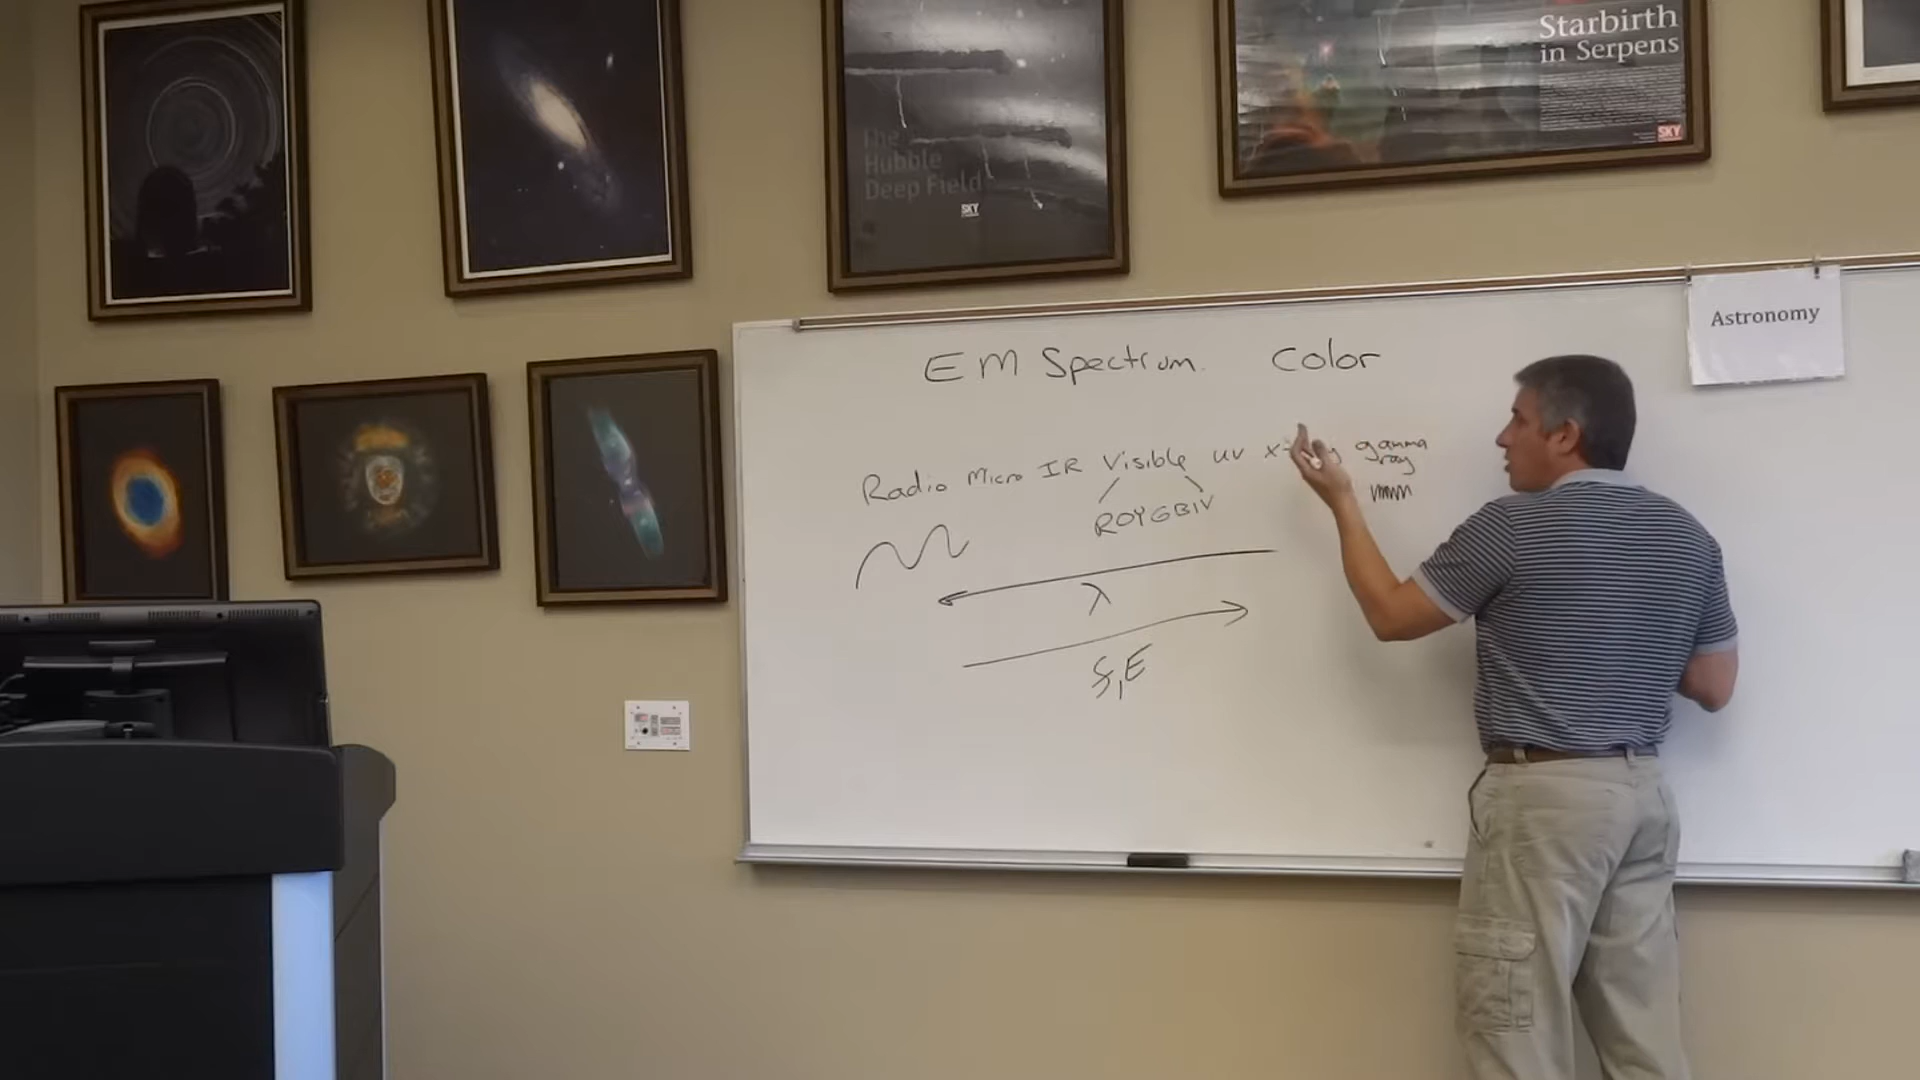 Starbirth
in Serpens
SKY
The
Hubble
Deep Field
SKY
Astronomy
EM Spectrum. Color
Radio Micro IR Visible UV gamma
ray
ROYGBIV
λ
f, E